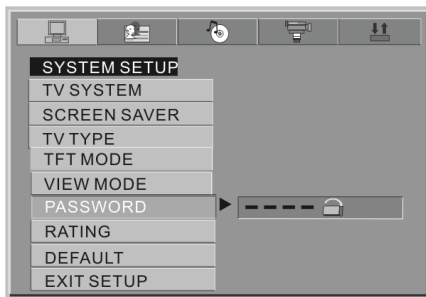 SYSTEM SETUP
TV SYSTEM
SCREEN SAVER
TV TYPE
TFT MODE
VIEW MODE
PASSWORD
RATING
DEFAULT
EXIT SETUP